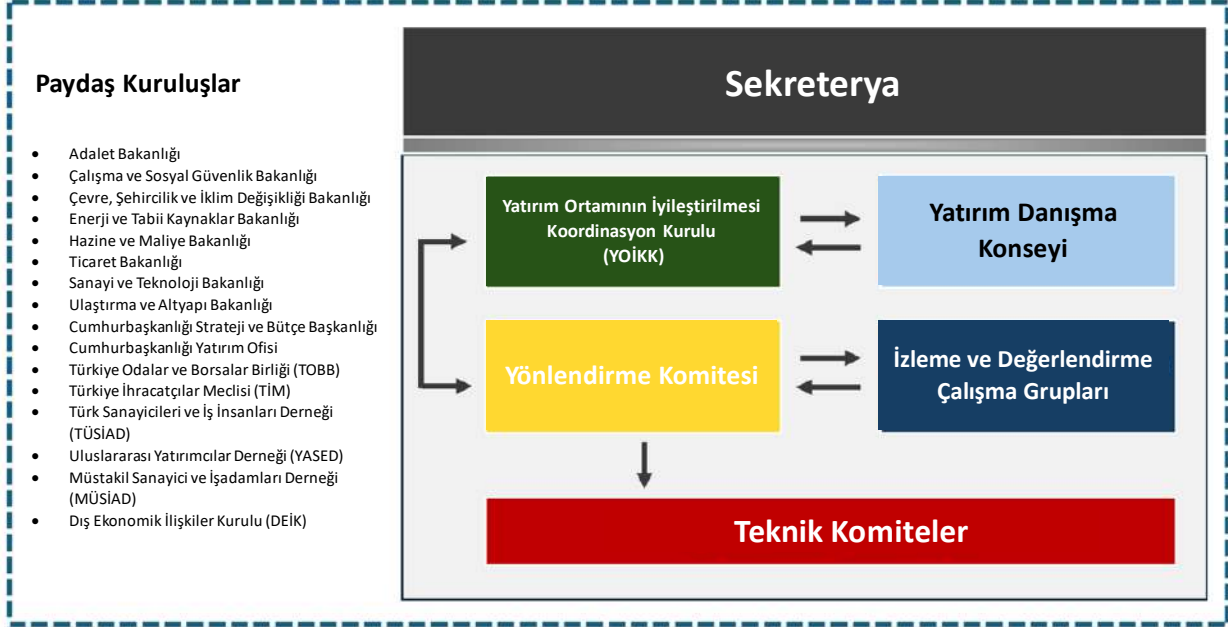 Paydaş Kuruluşlar
• Adalet Bakanlığı
• Çalışma ve Sosyal Güvenlik Bakanlığı
• Çevre, Şehircilik ve İklim Değişikliği Bakanlığı
• Enerji ve Tabii Kaynaklar Bakanlığı
• Hazine ve Maliye Bakanlığı
• Ticaret Bakanlığı
• Sanayi ve Teknoloji Bakanlığı
• Ulaştırma ve Altyapı Bakanlığı
• Cumhurbaşkanlığı Strateji ve Bütçe Başkanlığı
• Cumhurbaşkanlığı Yatırım Ofisi
• Türkiye Odalar ve Borsalar Birliği (TOBB)
• Türkiye İhracatçılar Meclisi (TİM)
• Türk Sanayicileri ve İş İnsanları Derneği
(TÜSİAD)
• Uluslararası Yatırımcılar Derneği (YASED)
• Müstakil Sanayici ve İşadamları Derneği
(MÜSİAD)
• Dış Ekonomik İlişkiler Kurulu (DEİK)
Sekreterya
Yatırım Ortamının İyileştirilmesi
Koordinasyon Kurulu
(YOİKK)
Yatırım Danışma
Konseyi
Yönlendirme Komitesi
İzleme ve Değerlendirme
Çalışma Grupları
Teknik Komiteler